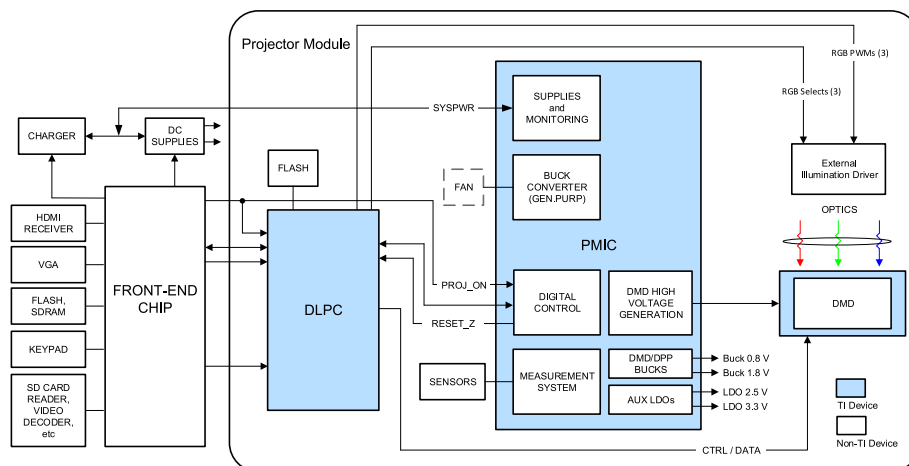 Projector Module
RGB PWMs (3)
RGB Selects (3)
SYSPWR
SUPPLIES
and
MONITORING
CHARGER
DC
SUPPLIES
FLASH
FAN
BUCK
CONVERTER
(GEN.PURP)
External
Illumination Driver
HDMI
RECEIVER
OPTICS
VGA
PMIC
FRONT-END
CHIP
DLPC
PROJ_ON
DIGITAL
CONTROL
DMD HIGH
VOLTAGE
GENERATION
DMD
FLASH,
SDRAM
RESET_Z
KEYPAD
DMD/DPP
BUCKS
Buck 0.8 V
Buck 1.8 V
SENSORS
MEASUREMENT
SYSTEM
AUX LDOs
LDO 2.5 V
LDO 3.3 V
SD CARD
READER,
VIDEO
DECODER,
etc
TI Device
Non-TI Device
CTRL / DATA